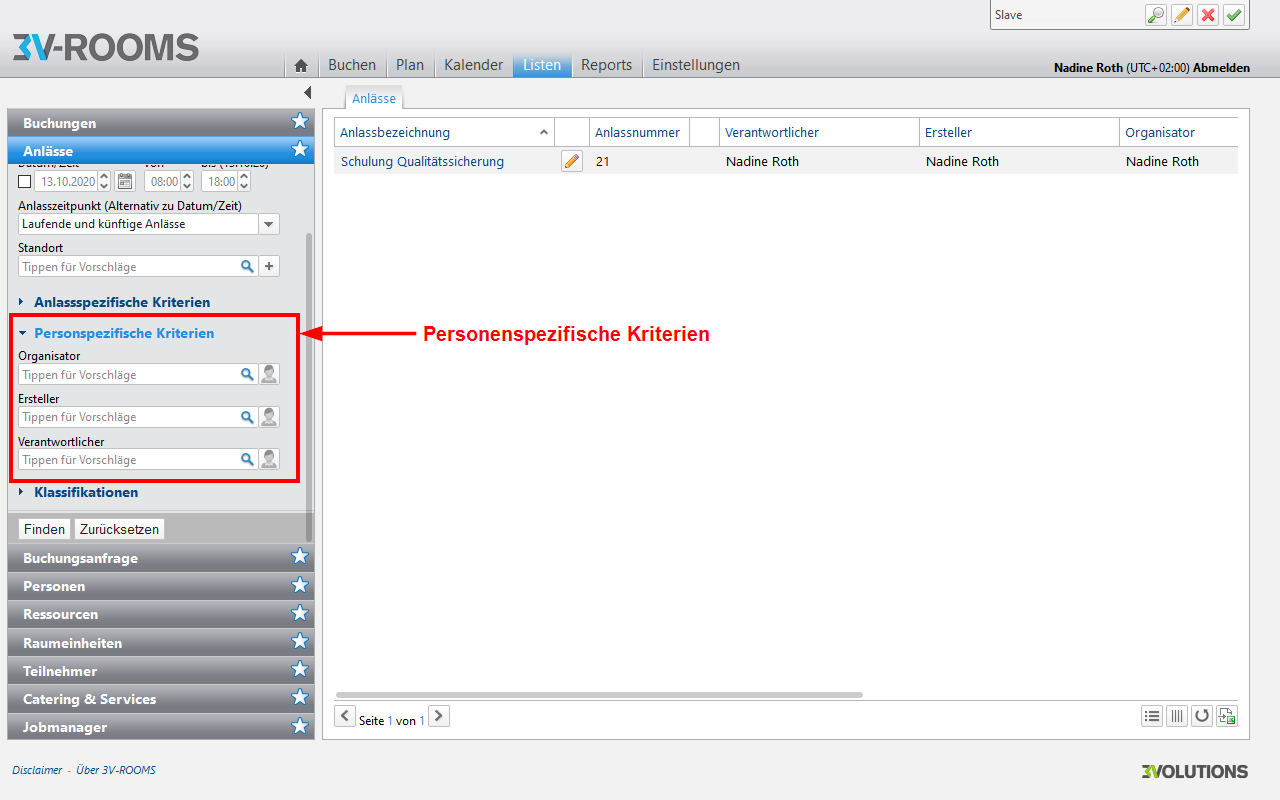 Slave
3V-ROOMS
Buchen Plan Kalender Listen Reports Einstellungen
Nadine Roth (UTC+02:00) Abmelden
Buchungen
Anlässe
Datum/Zeit von bis (13.10.20)
13.10.2020 08:00 18:00
Anlasszeitpunkt (Alternativ zu Datum/Zeit)
Laufende und künftige Anlässe
Standort
Tippen für Vorschläge
Anlassspezifische Kriterien
Personspezifische Kriterien
Organisator
Tippen für Vorschläge
Ersteller
Tippen für Vorschläge
Verantwortlicher
Tippen für Vorschläge
Klassifikationen
Finden Zurücksetzen
Buchungsanfrage
Personen
Ressourcen
Raumeinheiten
Teilnehmer
Catering & Services
Jobmanager
Anlässe
Anlassbezeichnung Anlassnummer Verantwortlicher Ersteller Organisator
Schulung Qualitätssicherung 21 Nadine Roth Nadine Roth Nadine Roth
Personenspezifische Kriterien
Seite 1 von 1
Disclaimer - Über 3V-ROOMS
3VOLUTIONS